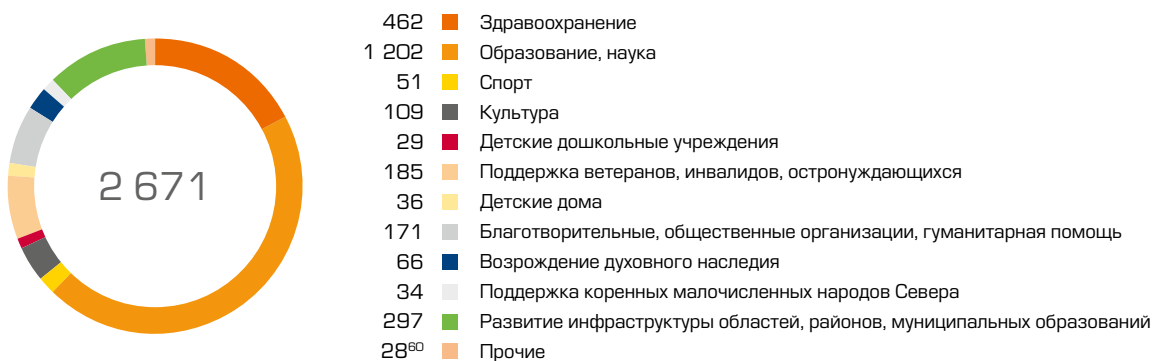 2 671
462 Здравоохранение
1 202 Образование, наука
51 Спорт
109 Культура
29 Детские дошкольные учреждения
185 Поддержка ветеранов, инвалидов, остронуждающихся
36 Детские дома
171 Благотворительные, общественные организации, гуманитарная помощь
66 Возрождение духовного наследия
34 Поддержка коренных малочисленных народов Севера
297 Развитие инфраструктуры областей, районов, муниципальных образований
28⁶⁰ Прочие